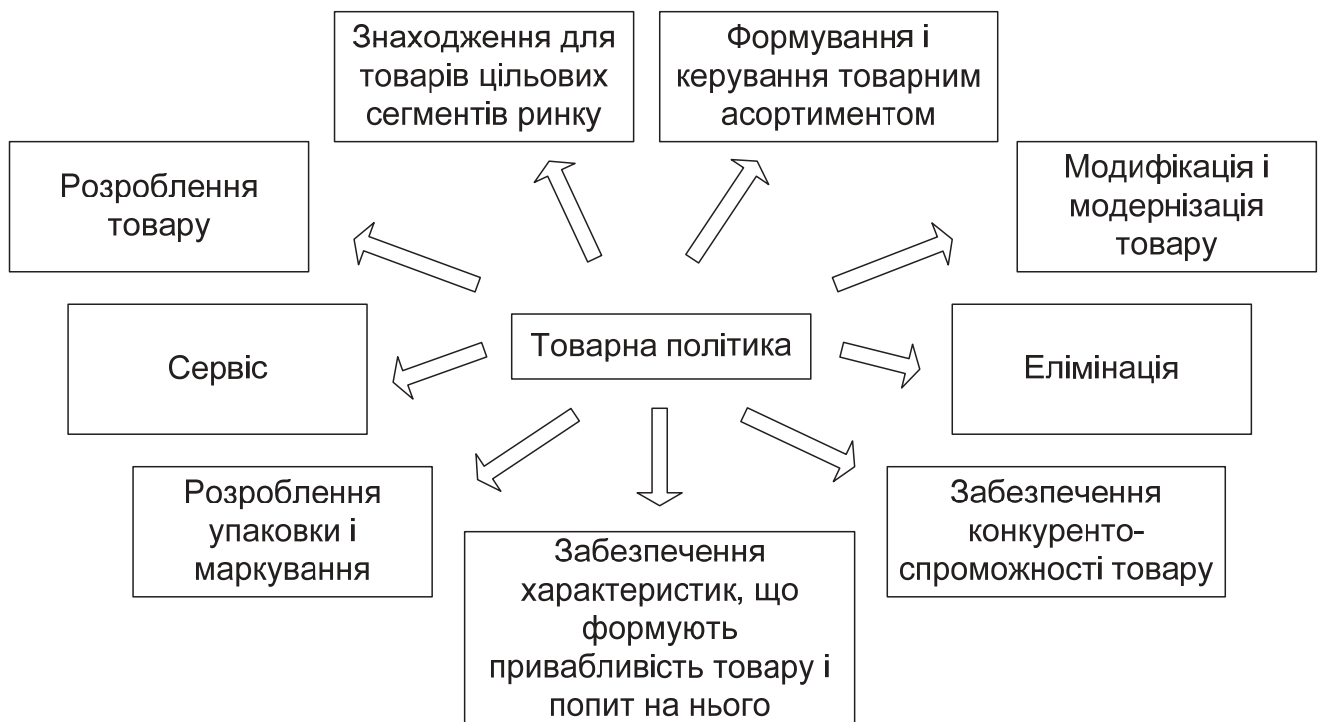 Знаходження для
товарів цільових
сегментів ринку
Формування і
керування товарним
асортиментом
Розроблення
товару
Модифікація і
модернізація
товару
Сервіс
Товарна політика
Елімінація
Розроблення
упаковки і
маркування
Забезпечення
характеристик, що
формують
привабливість товару і
попит на нього
Забезпечення
конкуренто-
спроможності товару